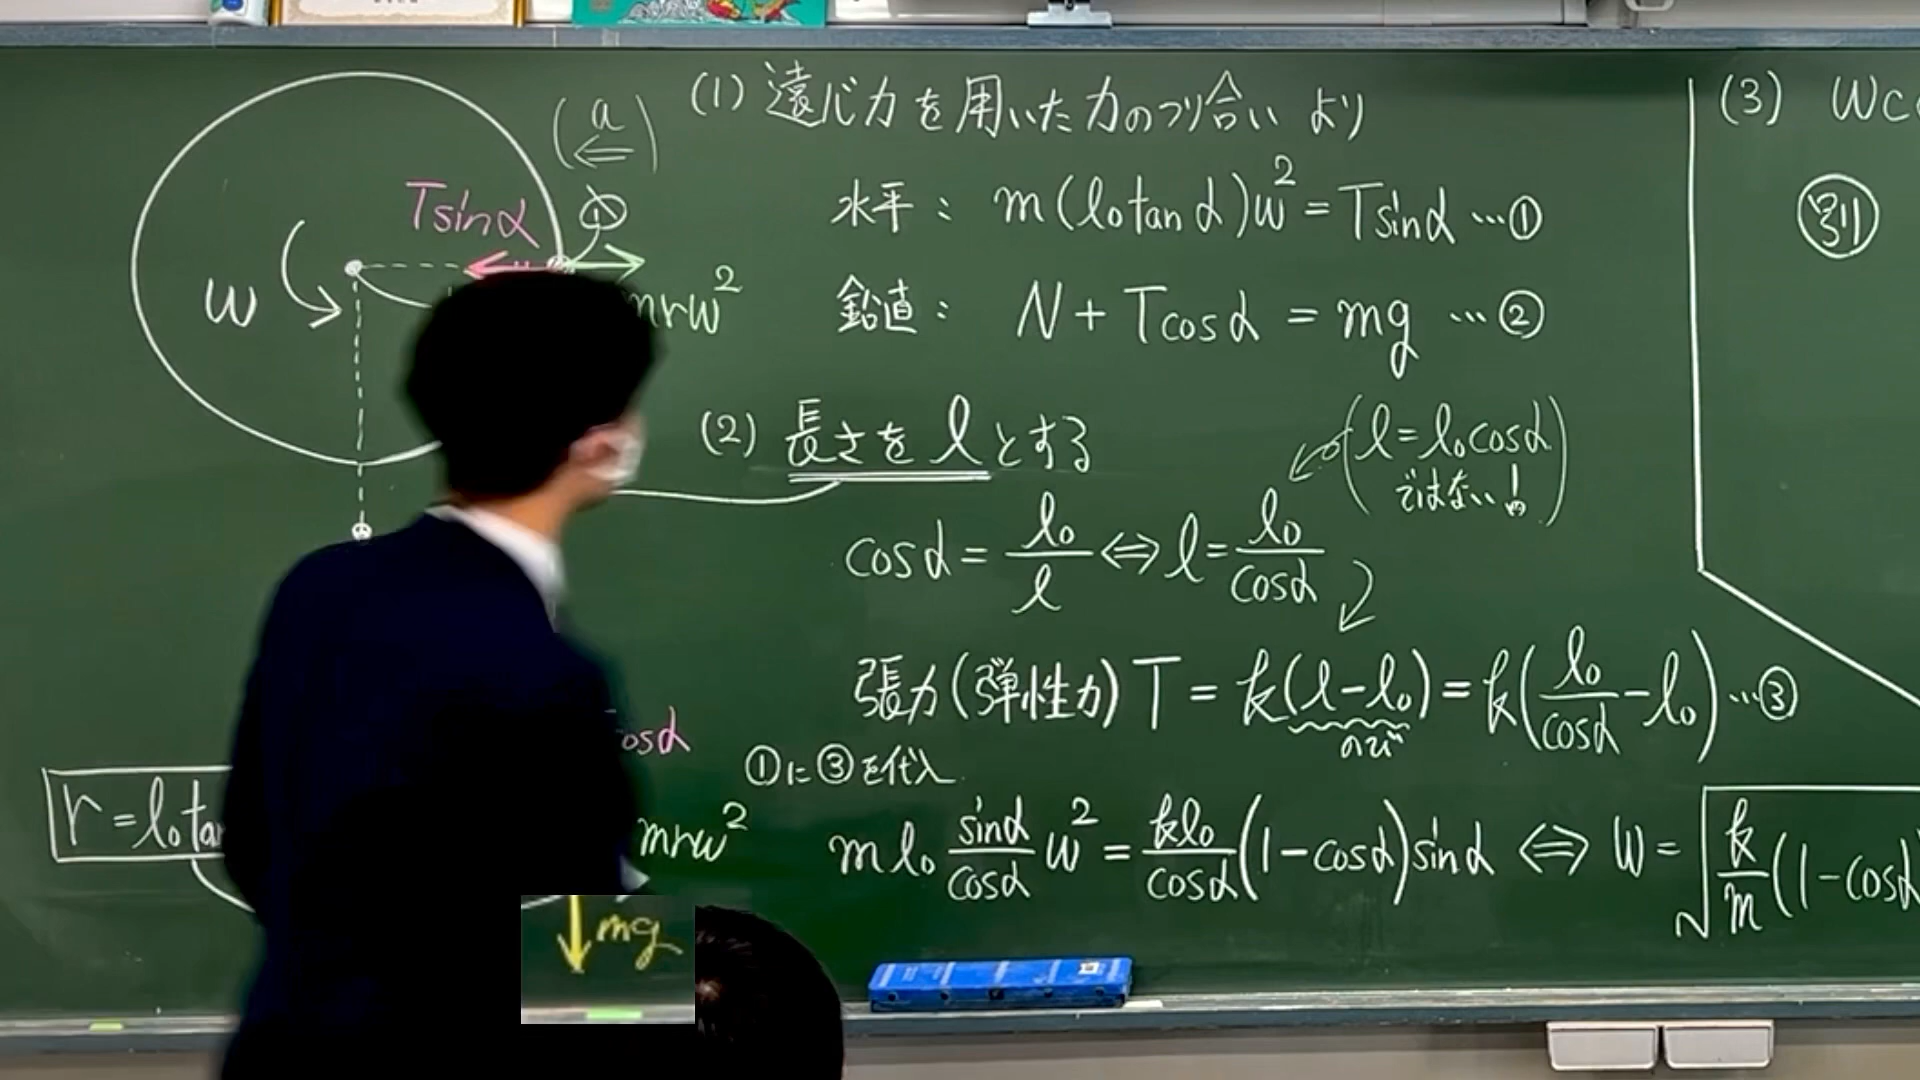 (a)
⇐
Tsinα
ω
mrω²
cosα
r=l₀tan
mrω²
mg
(1) 遠心力を用いた力のつり合いより
水平: m(l₀tanα)ω²=Tsinα…①
鉛直: N+Tcosα=mg…②
(2) 長さをlとする
(l=l₀cosα
ではない!)
cosα=l₀/l⇔l=l₀/cosα
張力(弾性力)T=k(l-l₀)=k(l₀/cosα-l₀)…③
のび
①に③を代入
ml₀ sinα/cosα ω²=kl₀/cosα(1-cosα)sinα⇔ω=√k/m(1-cosα
(3) ωc
別